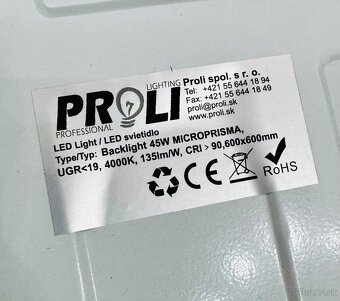 LIGHTING
PROLI
PROFESSIONAL
Proli spol. s r. o.
Tel.: +421 55 644 18 94
Fax: +421 55 644 18 49
proli@proli.sk
www.proli.sk
LED Light / LED svietidlo
Type/Typ: Backlight 45W MICROPRISMA,
UGR<19, 4000K, 135lm/W, CRI > 90,600x600mm
CE
RoHS